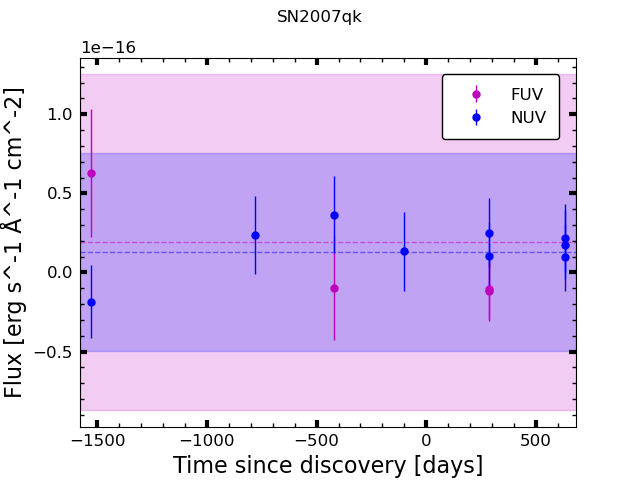 SN2007qk
1e−16
FUV
NUV
1.0
0.5
0.0
−0.5
−1500
−1000
−500
0
500
Time since discovery [days]
Flux [erg s^-1 Å^-1 cm^-2]